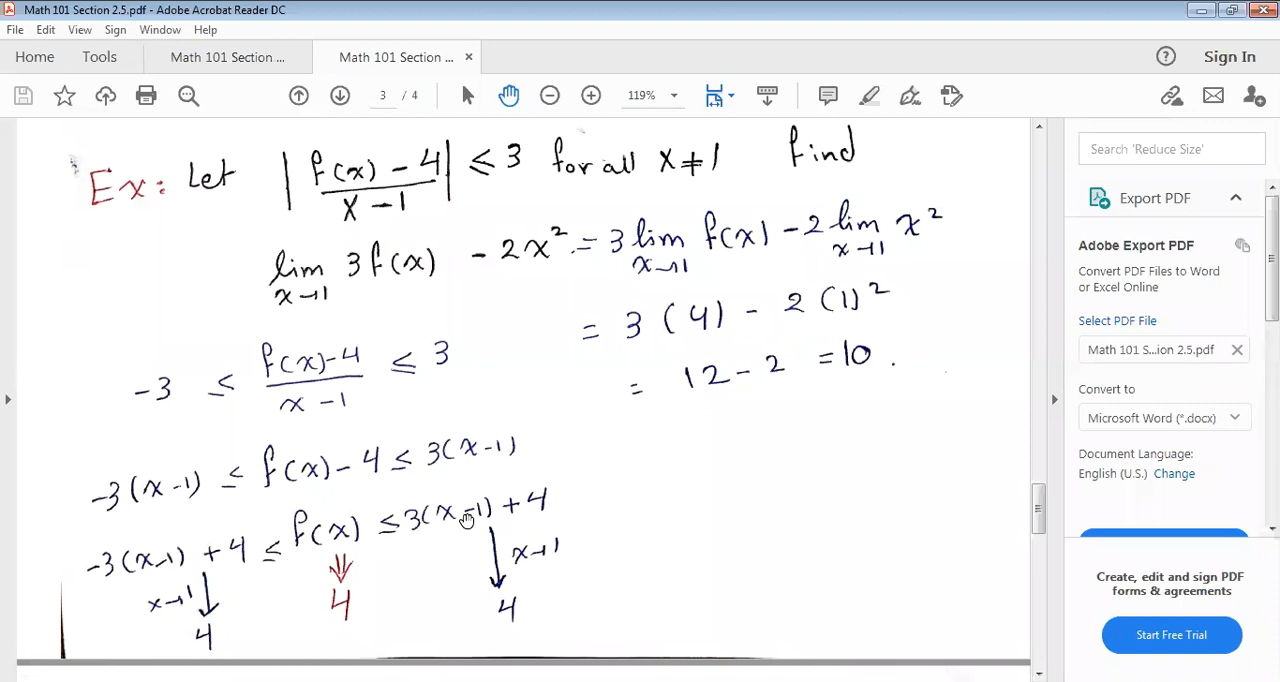 Math 101 Section 2.5.pdf - Adobe Acrobat Reader DC
File Edit View Sign Window Help
Home Tools Math 101 Section ... Math 101 Section ... × Sign In
3 / 4 119%
Ex: Let |f(x) - 4 / x - 1| ≤ 3 for all x ≠ 1 Find
lim x→1 3f(x) - 2x² = 3 lim x→1 f(x) - 2 lim x→1 x²
= 3 (4) - 2 (1)²
= 12 - 2 = 10 .
-3 ≤ f(x) - 4 / x - 1 ≤ 3
-3(x-1) ≤ f(x) - 4 ≤ 3(x-1)
-3(x-1) + 4 ≤ f(x) ≤ 3(x-1) + 4
x→1 ↓ ⇓ ↓ x→1
4 4 4
Search 'Reduce Size'
Export PDF
Adobe Export PDF
Convert PDF Files to Word
or Excel Online
Select PDF File
Math 101 S...ion 2.5.pdf ×
Convert to
Microsoft Word (*.docx)
Document Language:
English (U.S.) Change
Create, edit and sign PDF
forms & agreements
Start Free Trial